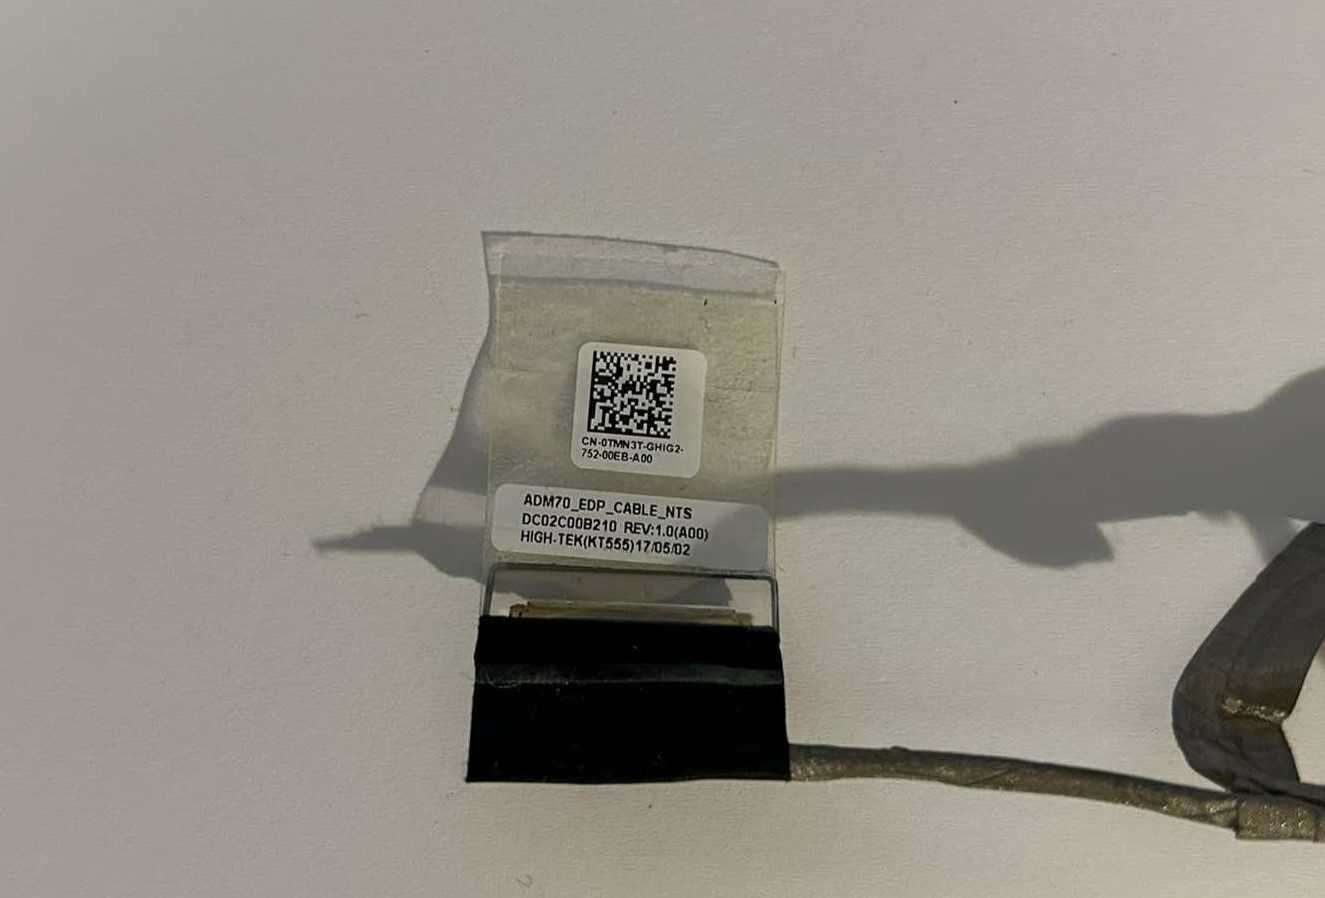 CN-0TMN3T-GHIG2-
752-00EB-A00
ADM70_EDP_CABLE_NTS
DC02C00B210 REV:1.0(A00)
HIGH-TEK(KT555)17/05/02